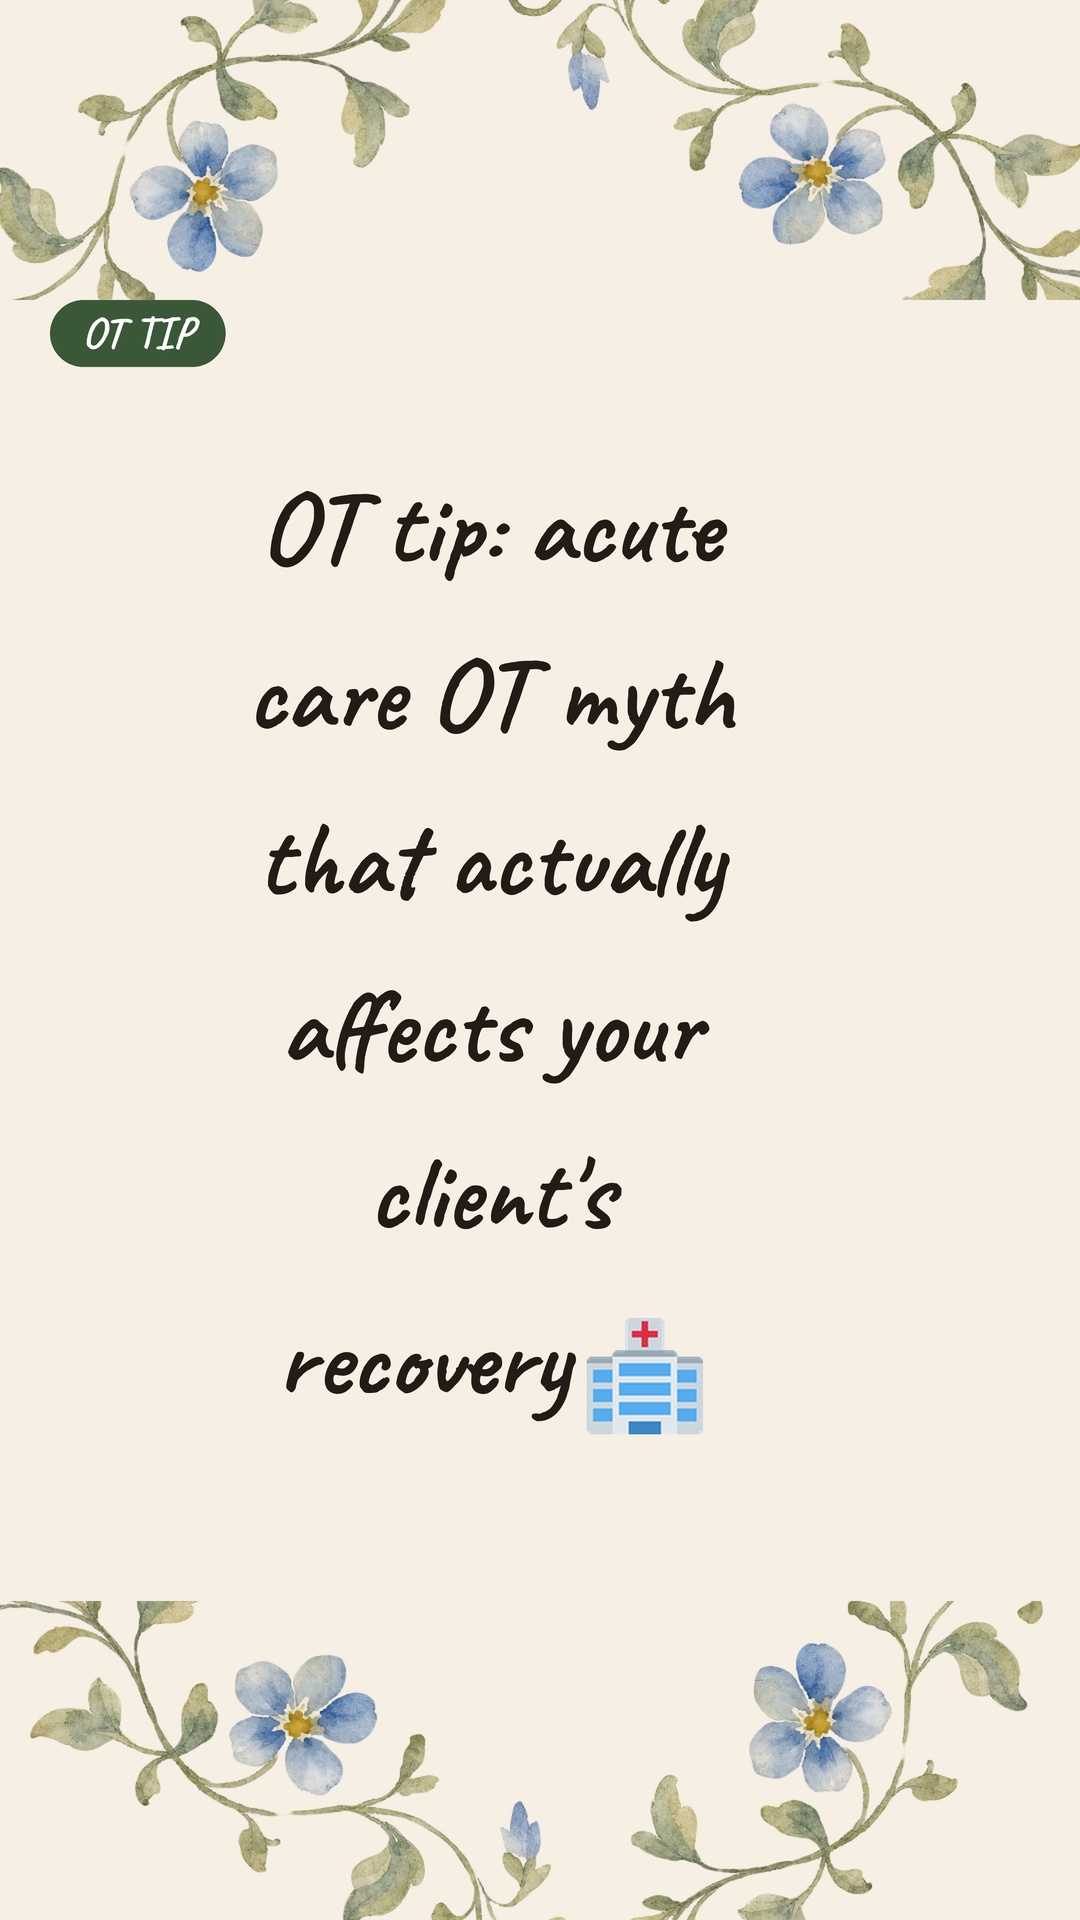 OT TIP
OT tip: acute
care OT myth
that actually
affects your
client's
recovery🏥